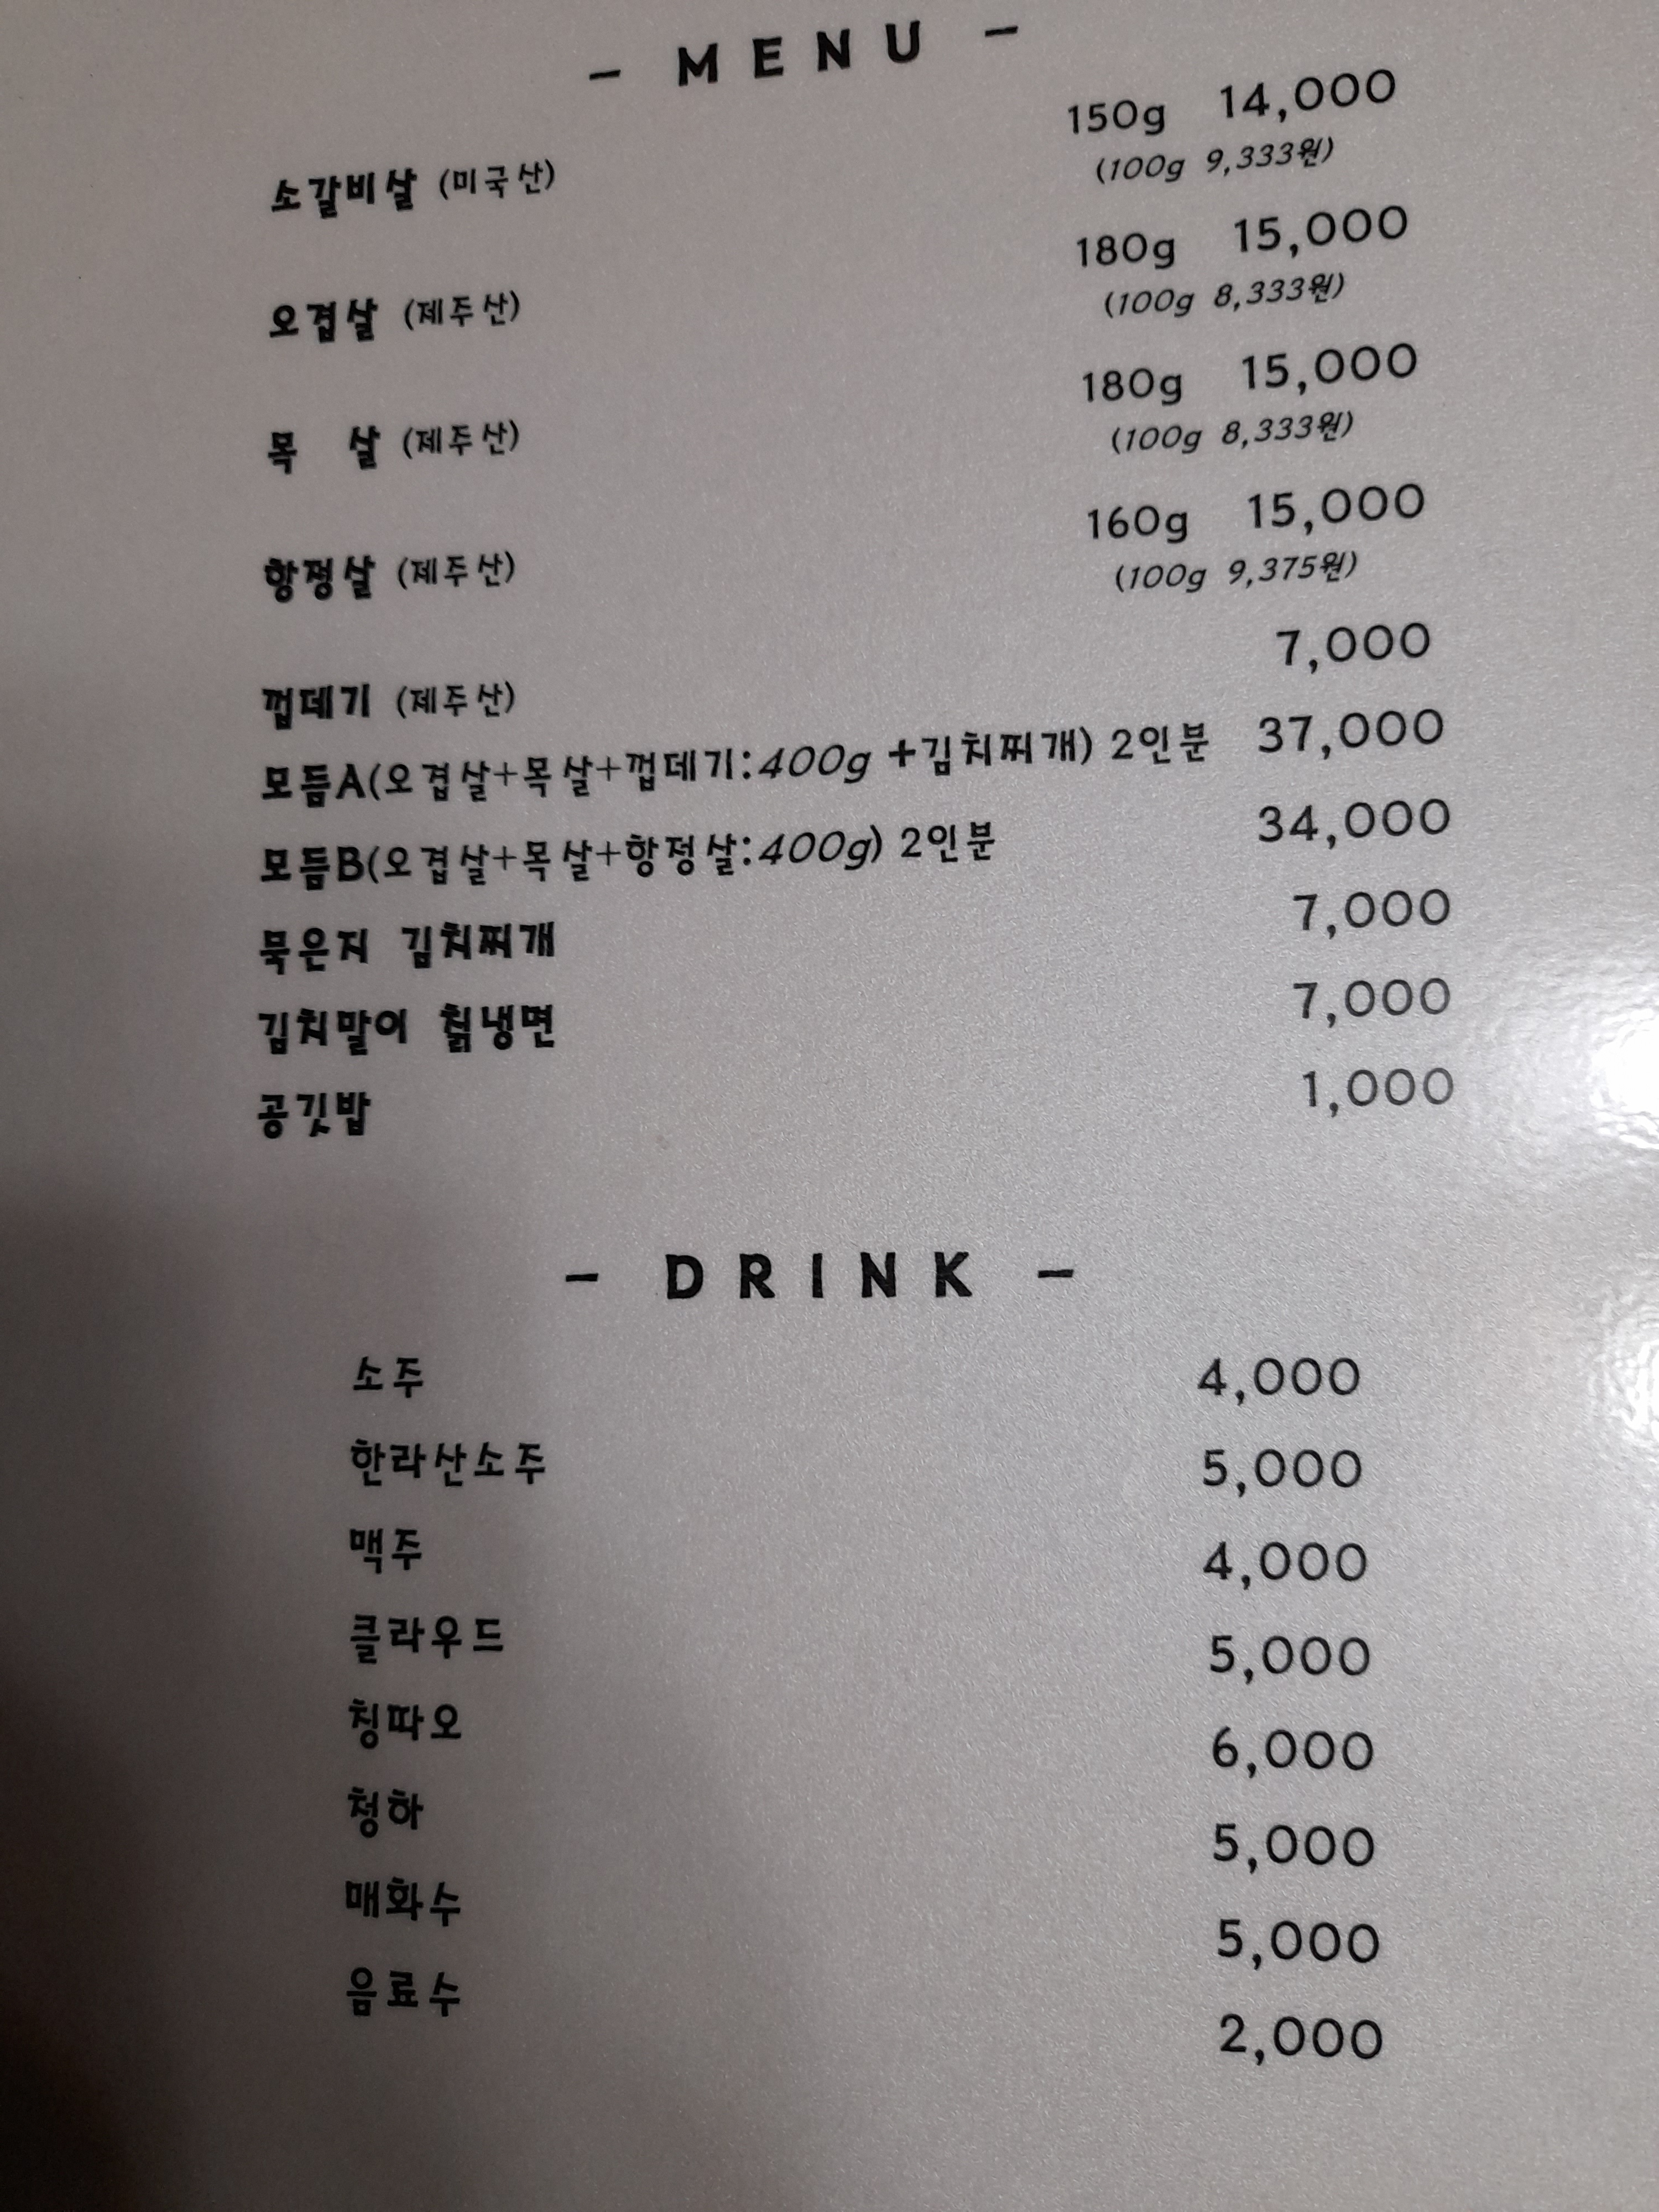 - MENU -
소갈비살 (미국산) 150g 14,000
(100g 9,333원)
오겹살 (제주산) 180g 15,000
(100g 8,333원)
목 살 (제주산) 180g 15,000
(100g 8,333원)
항정살 (제주산) 160g 15,000
(100g 9,375원)
껍데기 (제주산) 7,000
모듬A(오겹살+목살+껍데기:400g +김치찌개) 2인분 37,000
모듬B(오겹살+목살+항정살:400g) 2인분 34,000
묵은지 김치찌개 7,000
김치말이 칡냉면 7,000
공깃밥 1,000
- DRINK -
소주 4,000
한라산소주 5,000
맥주 4,000
클라우드 5,000
칭따오 6,000
청하 5,000
매화수 5,000
음료수 2,000